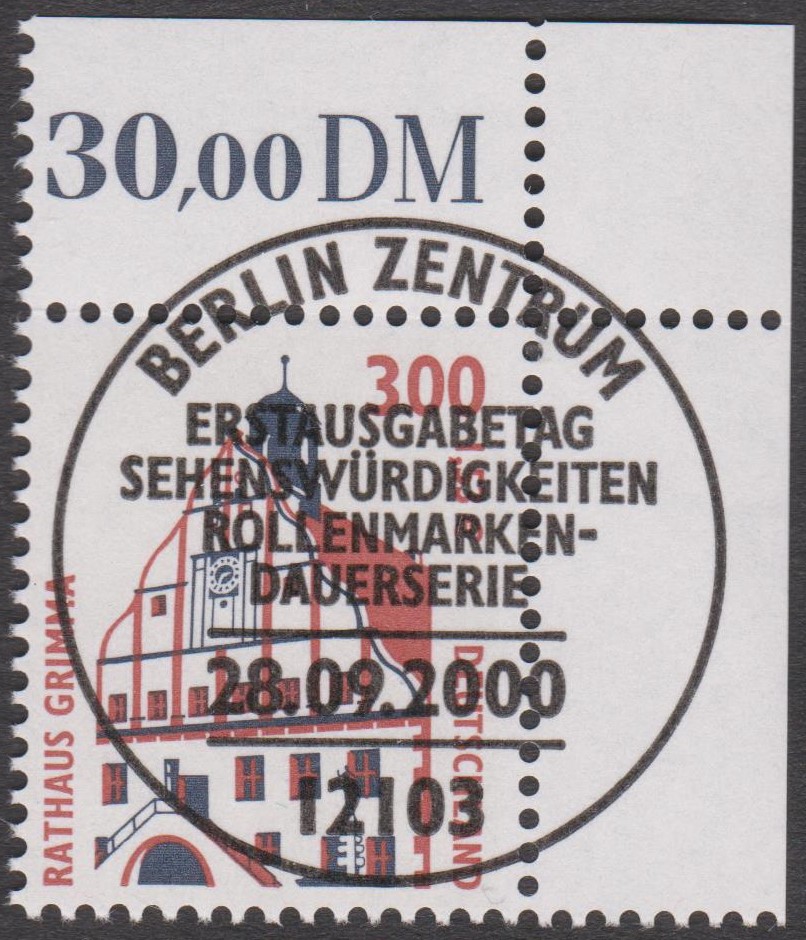 30,00 DM
BERLIN ZENTRUM
300
ERSTAUSGABETAG
SEHENSWÜRDIGKEITEN
ROLLENMARKEN-
DAUERSERIE
28.09.2000
12103
RATHAUS GRIMMA
DEUTSCHLAND